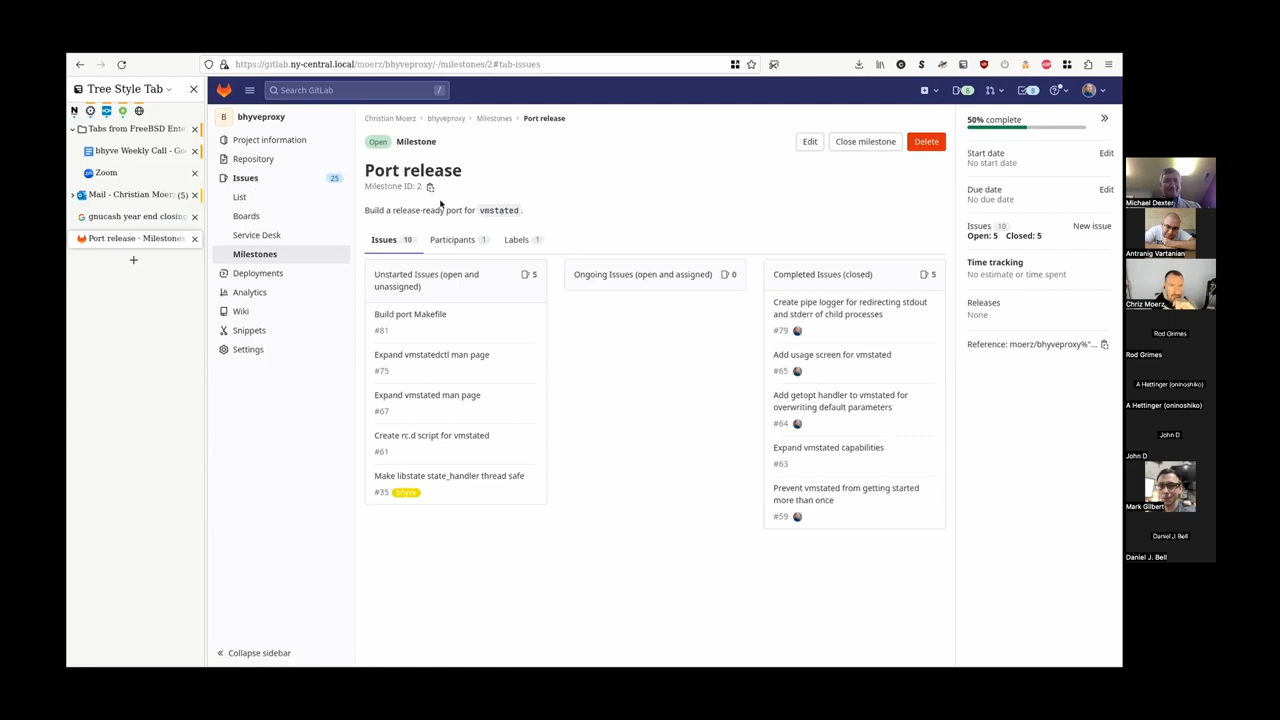 https://gitlab.ny-central.local/moerz/bhyveproxy/-/milestones/2#tab-issues
Tree Style Tab
Tabs from FreeBSD Ente
bhyve Weekly Call - Go
Zoom
Mail - Christian Moer
(5)
gnucash year end closing
Port release - Milestones
Search GitLab
/
8
8
B
bhyveproxy
Project information
Repository
Issues
25
List
Boards
Service Desk
Milestones
Deployments
Analytics
Wiki
Snippets
Settings
Collapse sidebar
Christian Moerz
bhyveproxy
Milestones
Port release
Open
Milestone
Edit
Close milestone
Delete
Port release
Milestone ID: 2
Build a release-ready port for vmstated.
Issues 10
Participants 1
Labels 1
Unstarted Issues (open and
unassigned)
5
Build port Makefile
#81
Expand vmstatedctl man page
#75
Expand vmstated man page
#67
Create rc.d script for vmstated
#61
Make libstate state_handler thread safe
#35 bhyve
Ongoing Issues (open and assigned)
0
Completed Issues (closed)
5
Create pipe logger for redirecting stdout
and stderr of child processes
#79
Add usage screen for vmstated
#65
Add getopt handler to vmstated for
overwriting default parameters
#64
Expand vmstated capabilities
#63
Prevent vmstated from getting started
more than once
#59
50% complete
Start date
Edit
No start date
Due date
Edit
No due date
Issues 10
New issue
Open: 5 Closed: 5
Time tracking
No estimate or time spent
Releases
None
Reference: moerz/bhyveproxy%"...
Michael Dexter
Antranig Vartanian
Chriz Moerz
Rod Grimes
Rod Grimes
A Hettinger (oninoshiko)
A Hettinger (oninoshiko)
John D
John D
Mark Gilbert
Daniel J. Bell
Daniel J. Bell